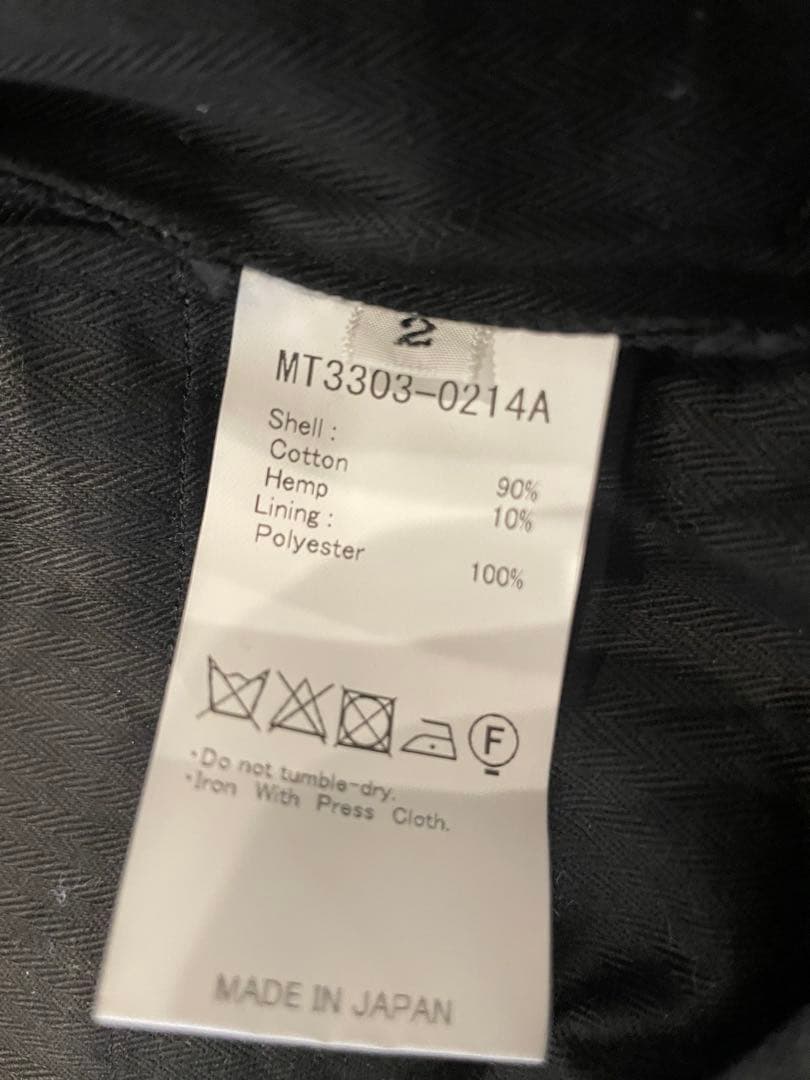 2
MT3303-0214A
Shell :
Cotton 90%
Hemp 10%
Lining :
Polyester 100%
F
･Do not tumble-dry.
･Iron With Press Cloth.
MADE IN JAPAN